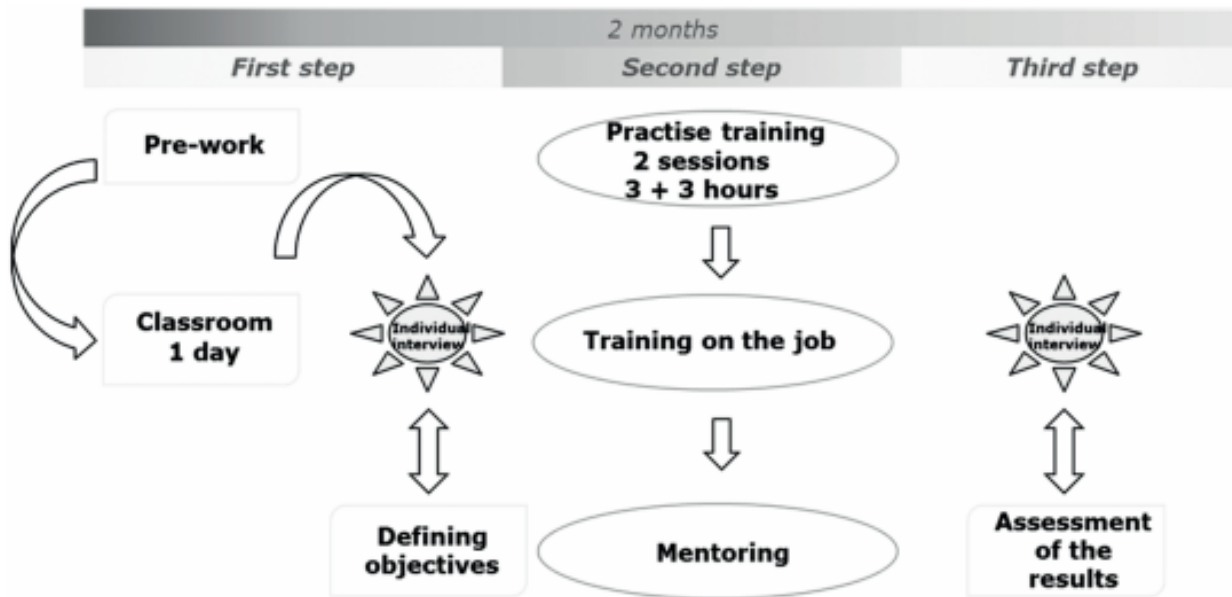 2 months
First step
Second step
Third step
Pre-work
Practise training
2 sessions
3 + 3 hours
Classroom
1 day
Individual
interview
Training on the job
Individual
interview
Defining
objectives
Mentoring
Assessment
of the
results